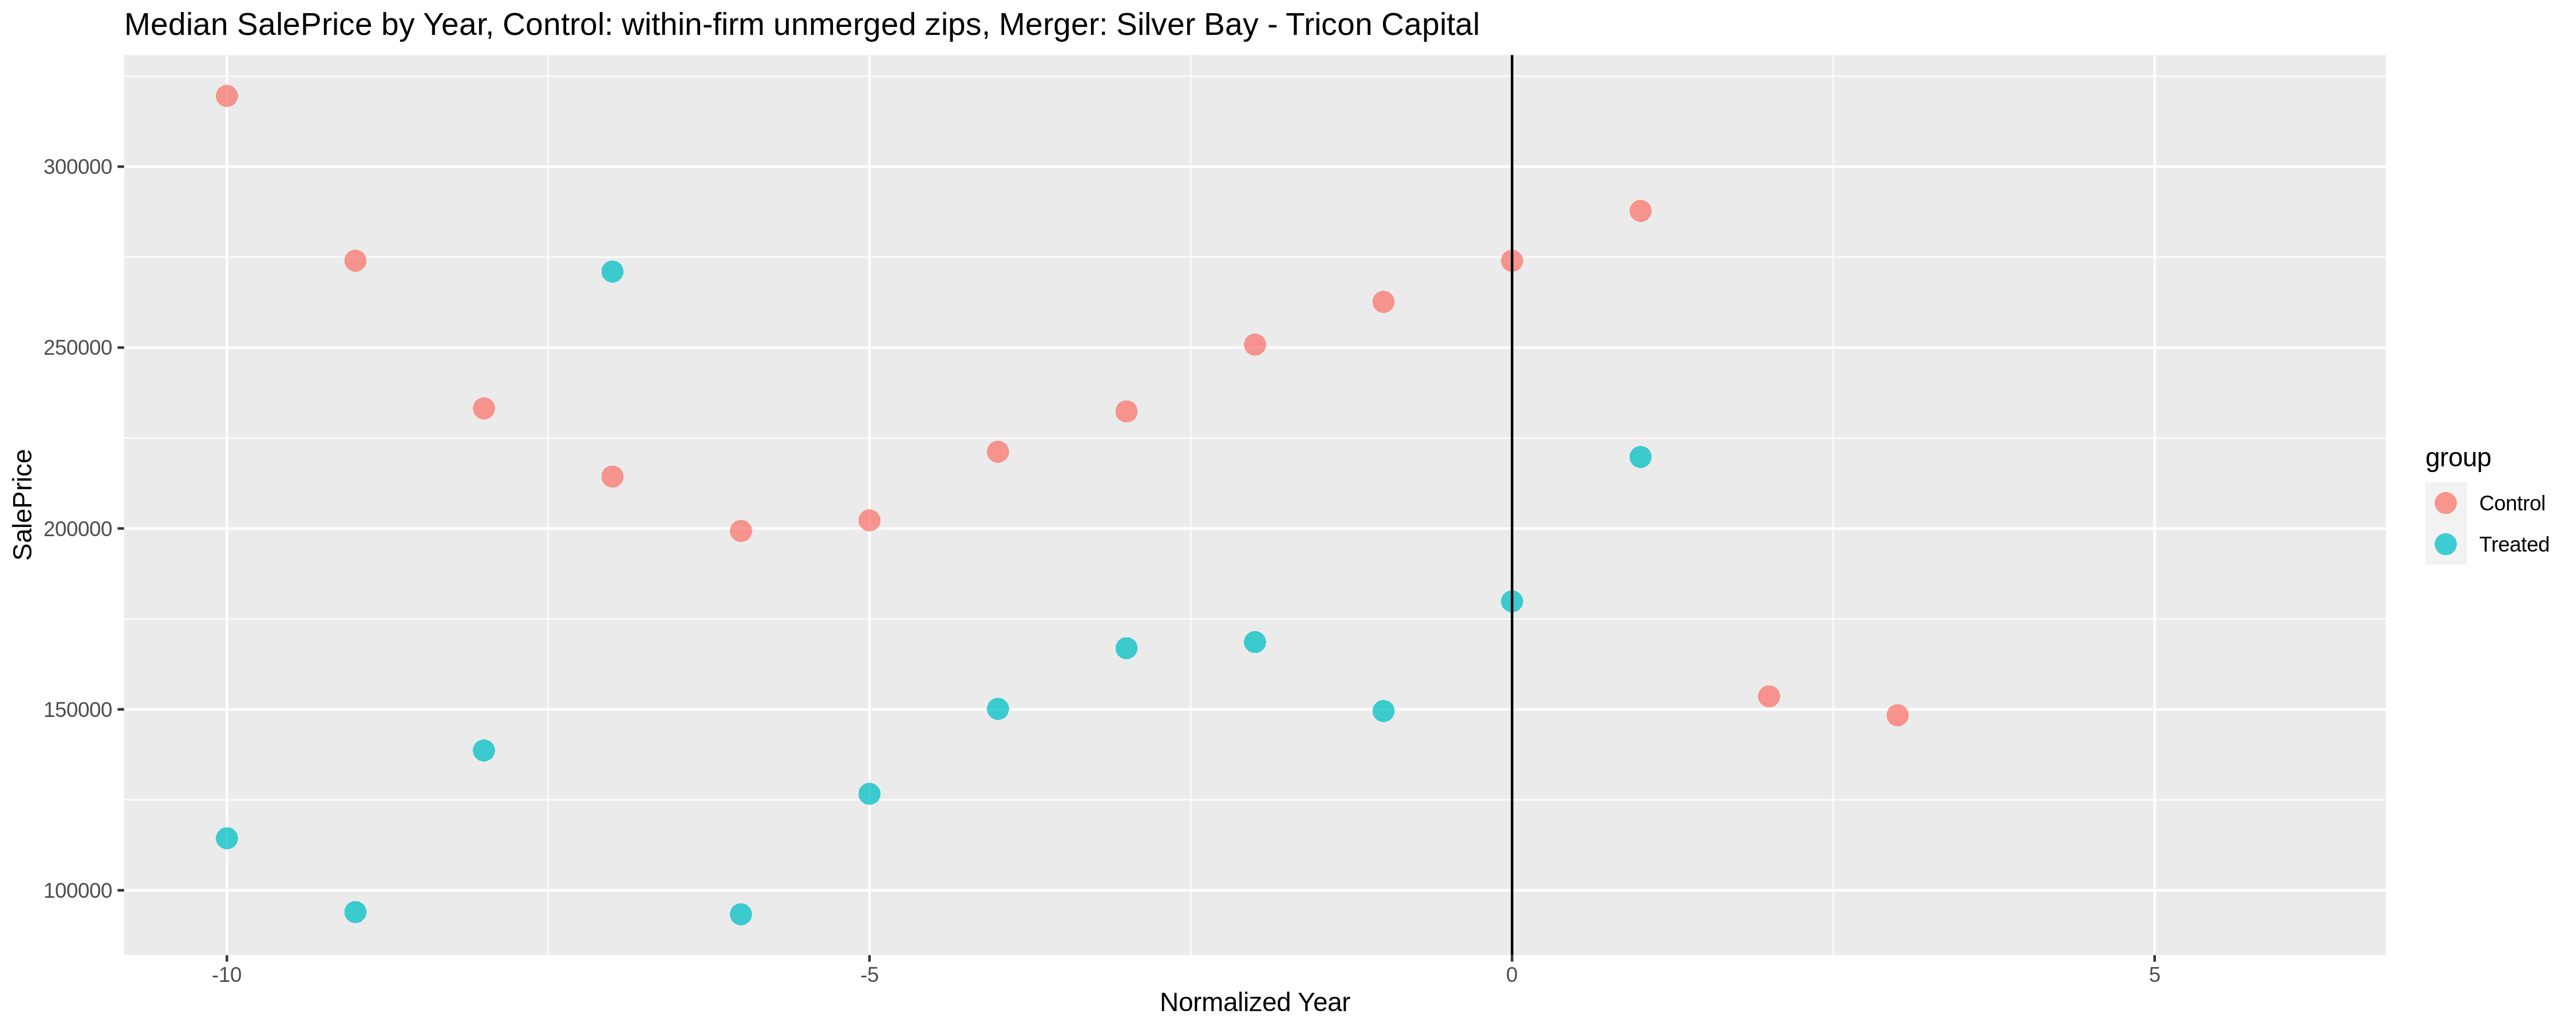 Median SalePrice by Year, Control: within-firm unmerged zips, Merger: Silver Bay - Tricon Capital
300000
250000
200000
150000
100000
SalePrice
-10
-5
0
5
Normalized Year
group
Control
Treated